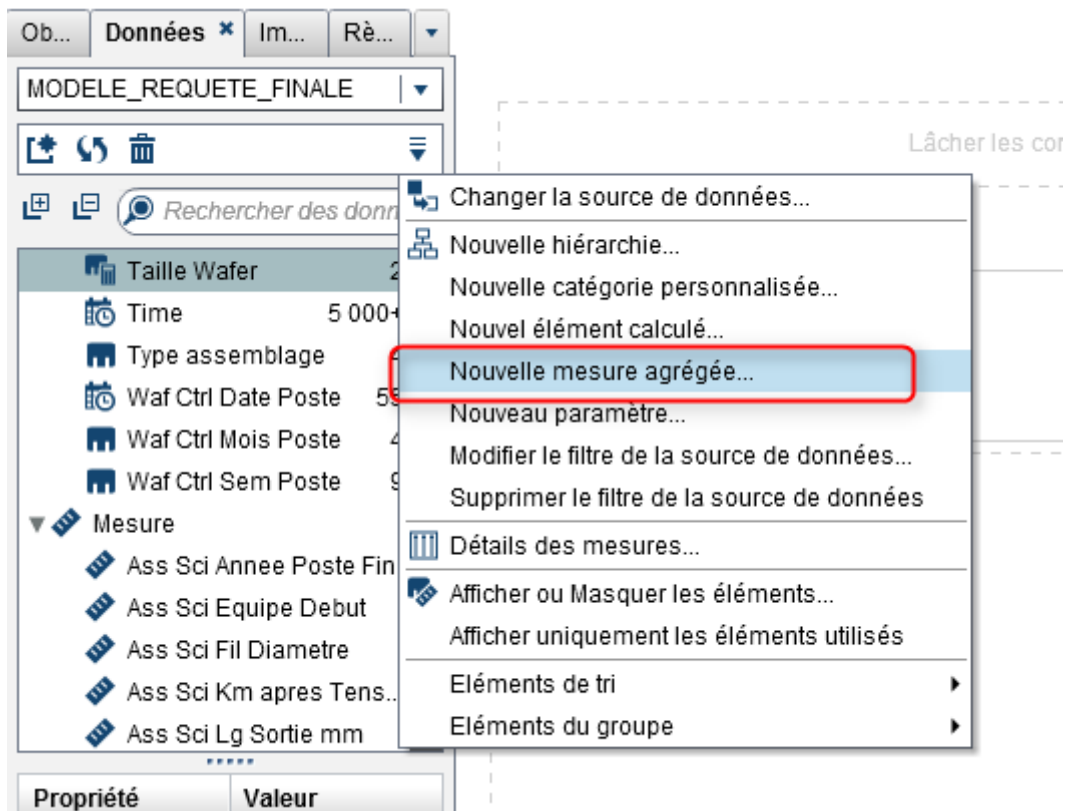 Ob...
Données
Im...
Rè...
MODELE_REQUETE_FINALE
Lâcher les cor
Rechercher des donn
Changer la source de données...
Nouvelle hiérarchie...
Nouvelle catégorie personnalisée...
Nouvel élément calculé...
Nouvelle mesure agrégée...
Nouveau paramètre...
Modifier le filtre de la source de données...
Supprimer le filtre de la source de données
Détails des mesures...
Afficher ou Masquer les éléments...
Afficher uniquement les éléments utilisés
Eléments de tri
Eléments du groupe
Taille Wafer 2
Time 5 000+
Type assemblage
Waf Ctrl Date Poste
Waf Ctrl Mois Poste
Waf Ctrl Sem Poste
Mesure
Ass Sci Annee Poste Fin
Ass Sci Equipe Debut
Ass Sci Fil Diametre
Ass Sci Km apres Tens...
Ass Sci Lg Sortie mm
Propriété Valeur